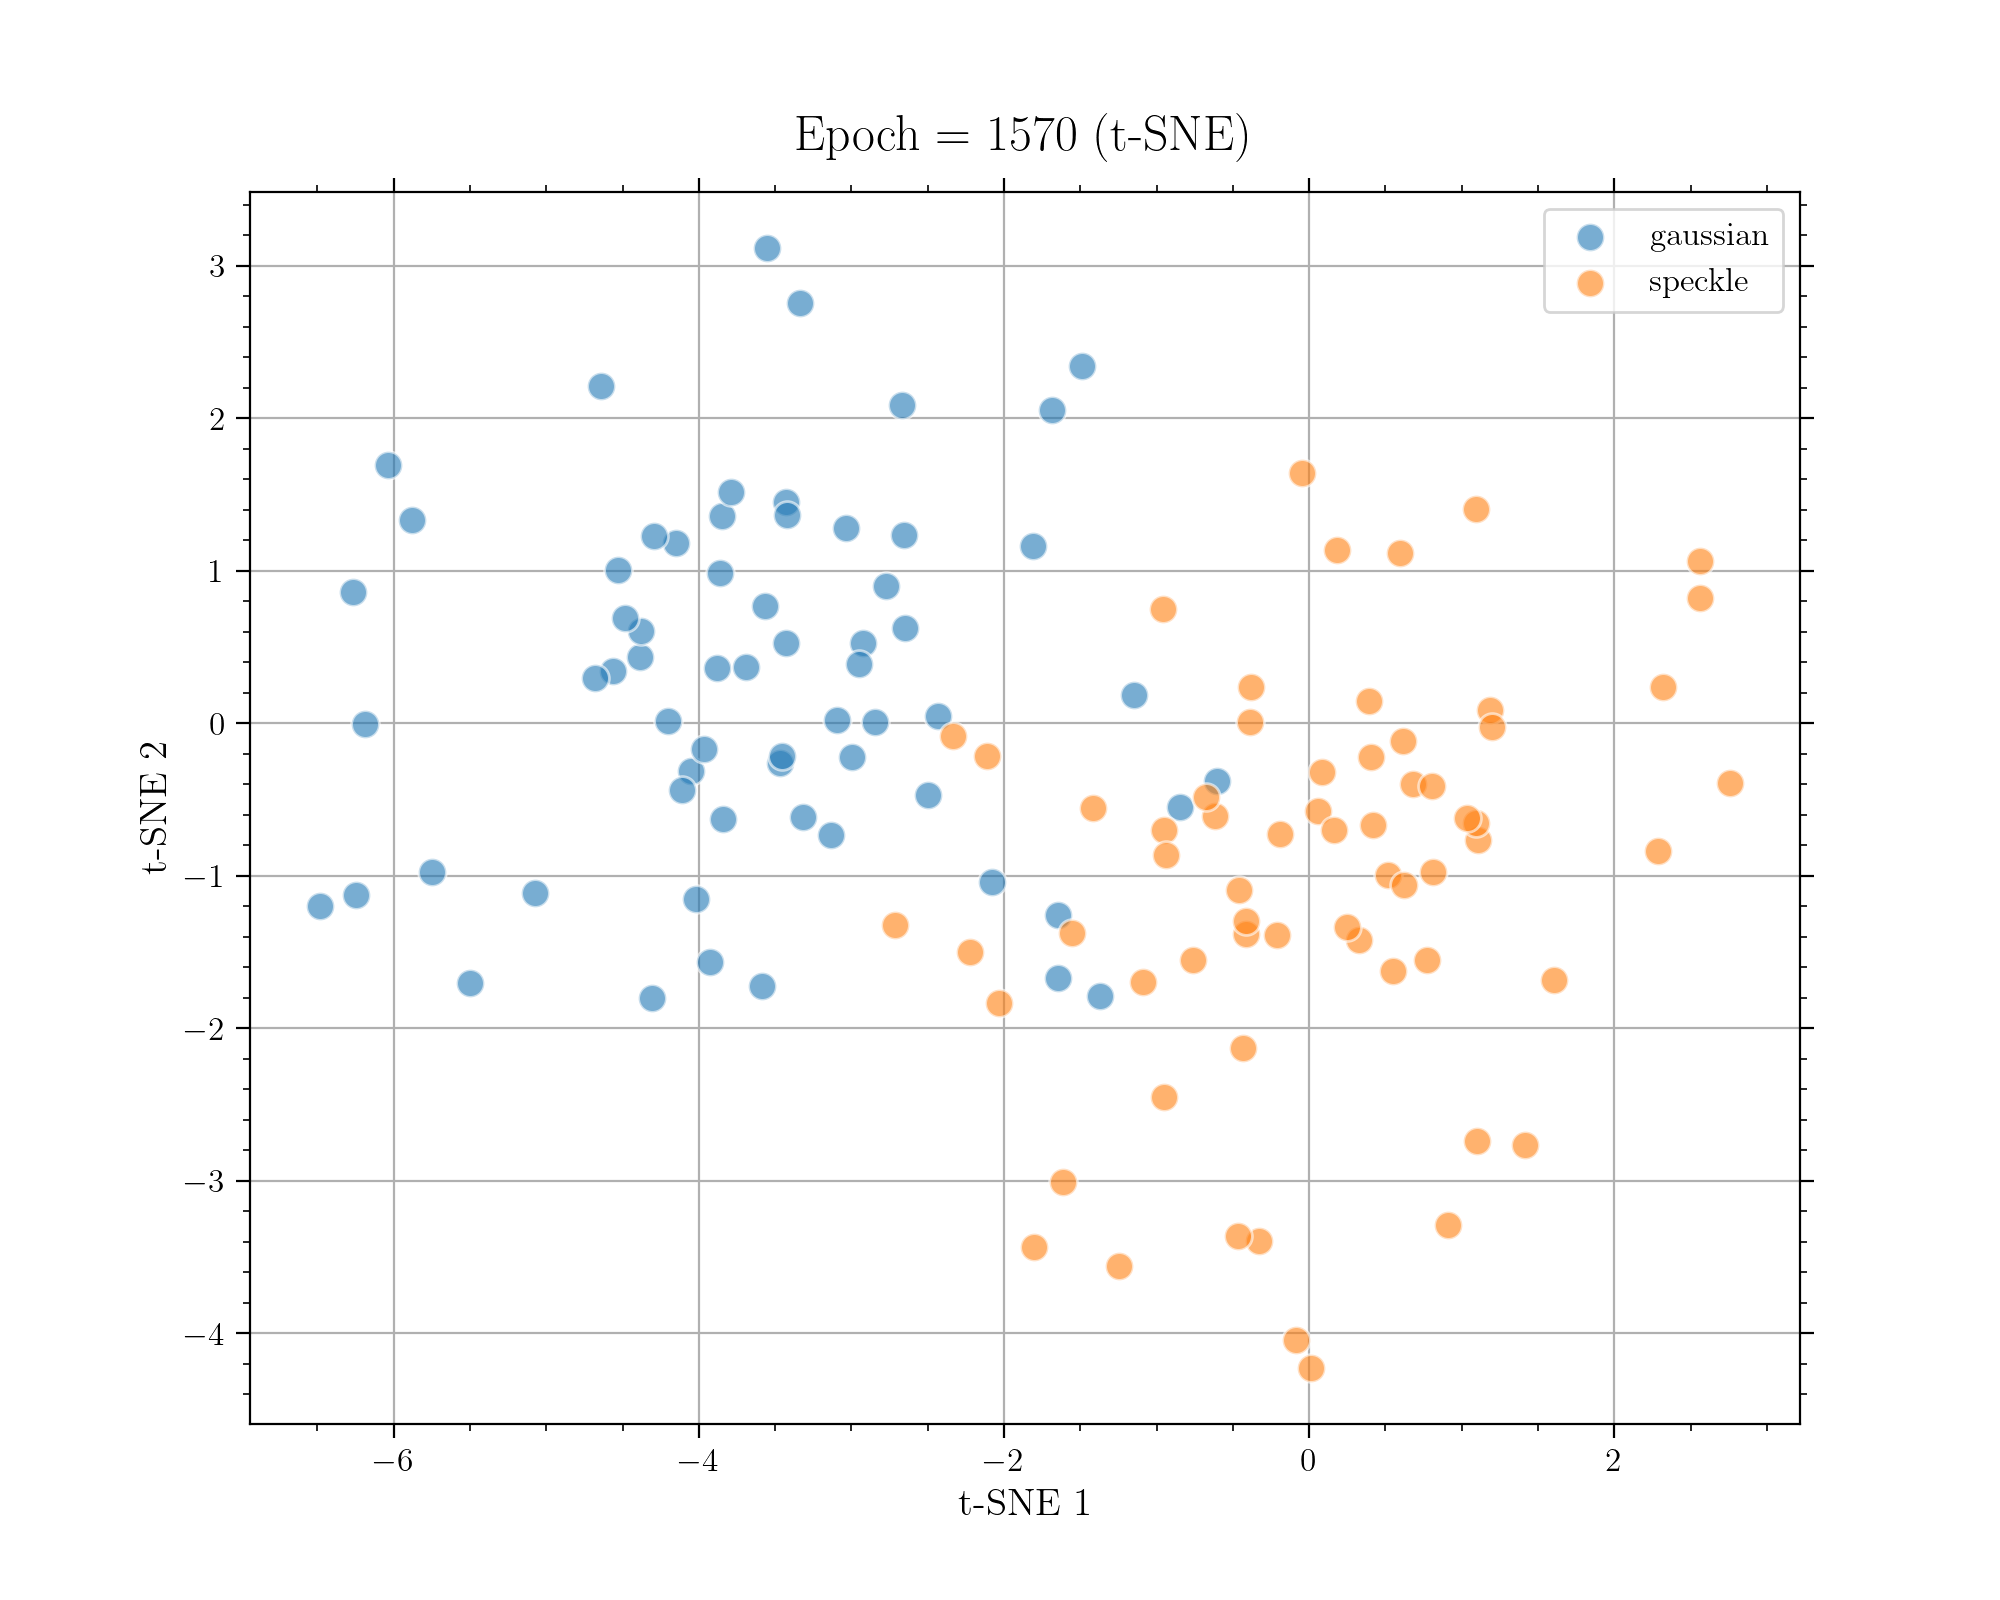 Epoch = 1570 (t-SNE)
gaussian
speckle
3
2
1
0
−1
−2
−3
−4
t-SNE 2
−6
−4
−2
0
2
t-SNE 1